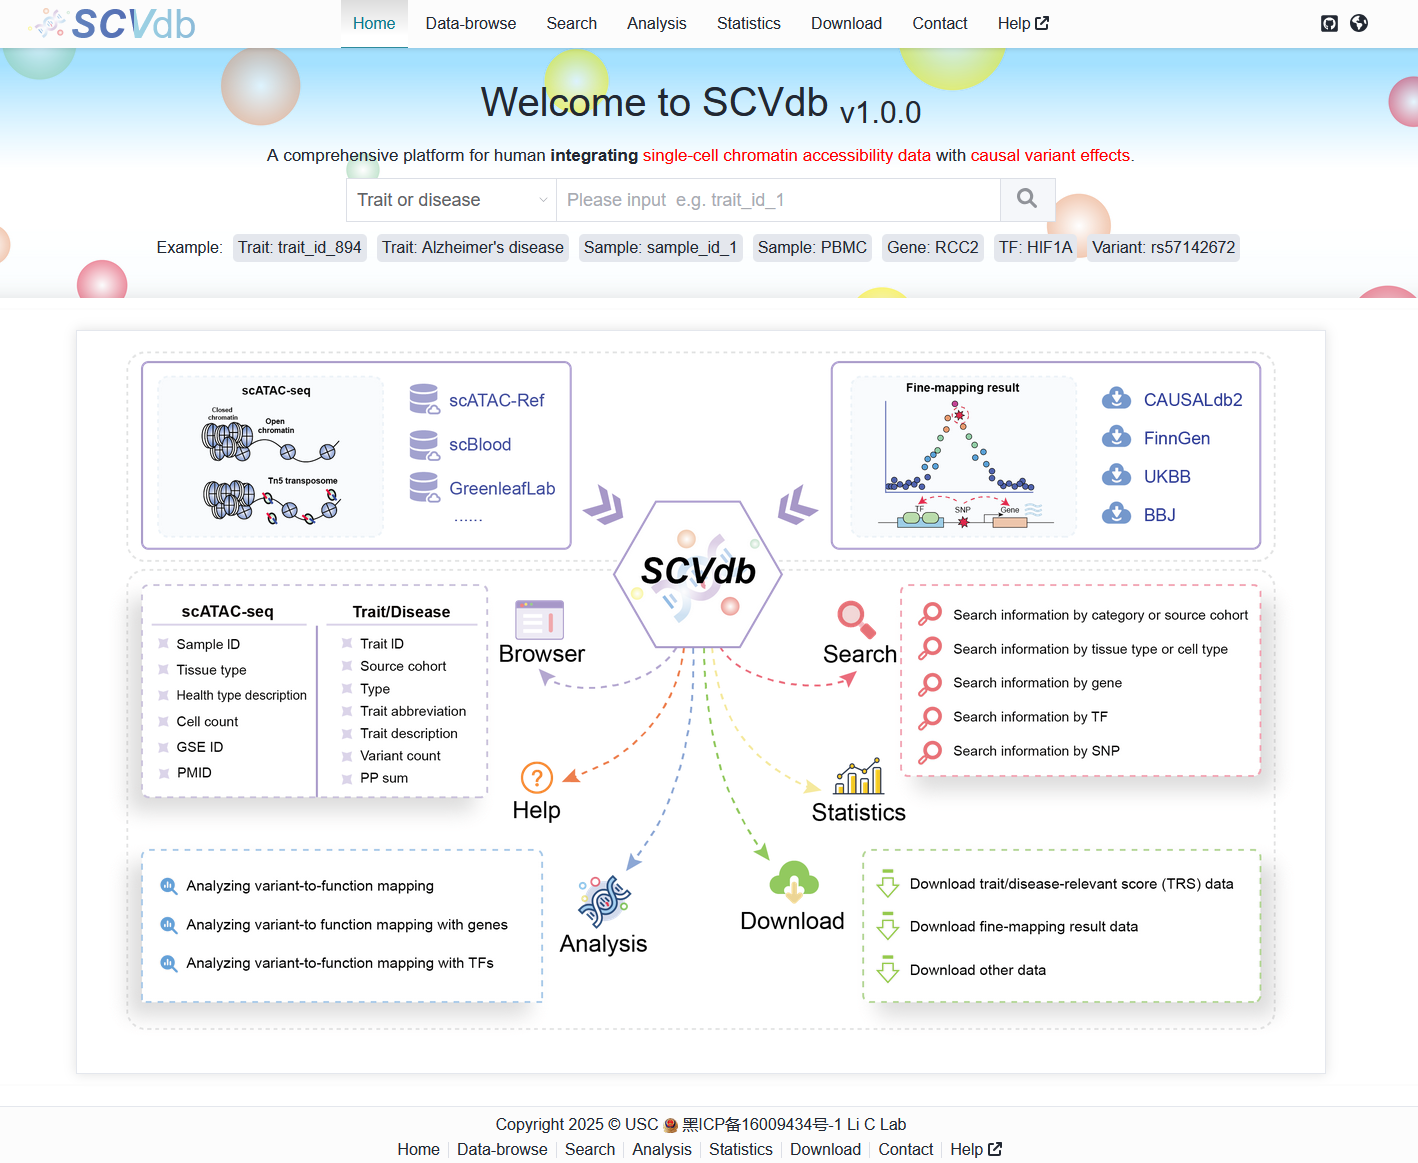 SCVdb
Home Data-browse Search Analysis Statistics Download Contact Help
Welcome to SCVdb v1.0.0
A comprehensive platform for human integrating single-cell chromatin accessibility data with causal variant effects.
Trait or disease Please input e.g. trait_id_1
Example: Trait: trait_id_894 Trait: Alzheimer's disease Sample: sample_id_1 Sample: PBMC Gene: RCC2 TF: HIF1A Variant: rs57142672
scATAC-seq
Closed
chromatin
Open
chromatin
Tn5 transposome
scATAC-Ref
scBlood
GreenleafLab
......
Fine-mapping result
TF SNP Gene
CAUSALdb2
FinnGen
UKBB
BBJ
SCVdb
scATAC-seq
Sample ID
Tissue type
Health type description
Cell count
GSE ID
PMID
Trait/Disease
Trait ID
Source cohort
Type
Trait abbreviation
Trait description
Variant count
PP sum
Browser
Search
Search information by category or source cohort
Search information by tissue type or cell type
Search information by gene
Search information by TF
Search information by SNP
Help
Statistics
Analyzing variant-to-function mapping
Analyzing variant-to function mapping with genes
Analyzing variant-to-function mapping with TFs
Analysis
Download
Download trait/disease-relevant score (TRS) data
Download fine-mapping result data
Download other data
Copyright 2025 © USC 黑ICP备16009434号-1 Li C Lab
Home Data-browse Search Analysis Statistics Download Contact Help